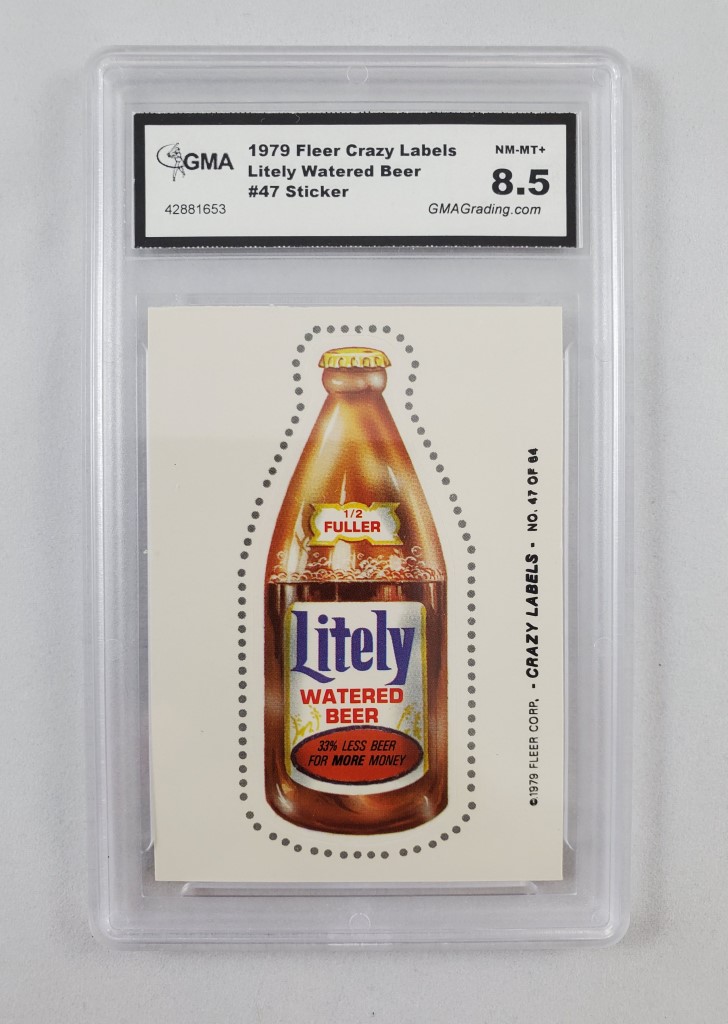 GMA
1979 Fleer Crazy Labels
Litely Watered Beer
#47 Sticker
42881653
NM-MT+
8.5
GMAGrading.com
1/2
FULLER
Litely
WATERED
BEER
33% LESS BEER
FOR MORE MONEY
©1979 FLEER CORP. - CRAZY LABELS - NO. 47 OF 64